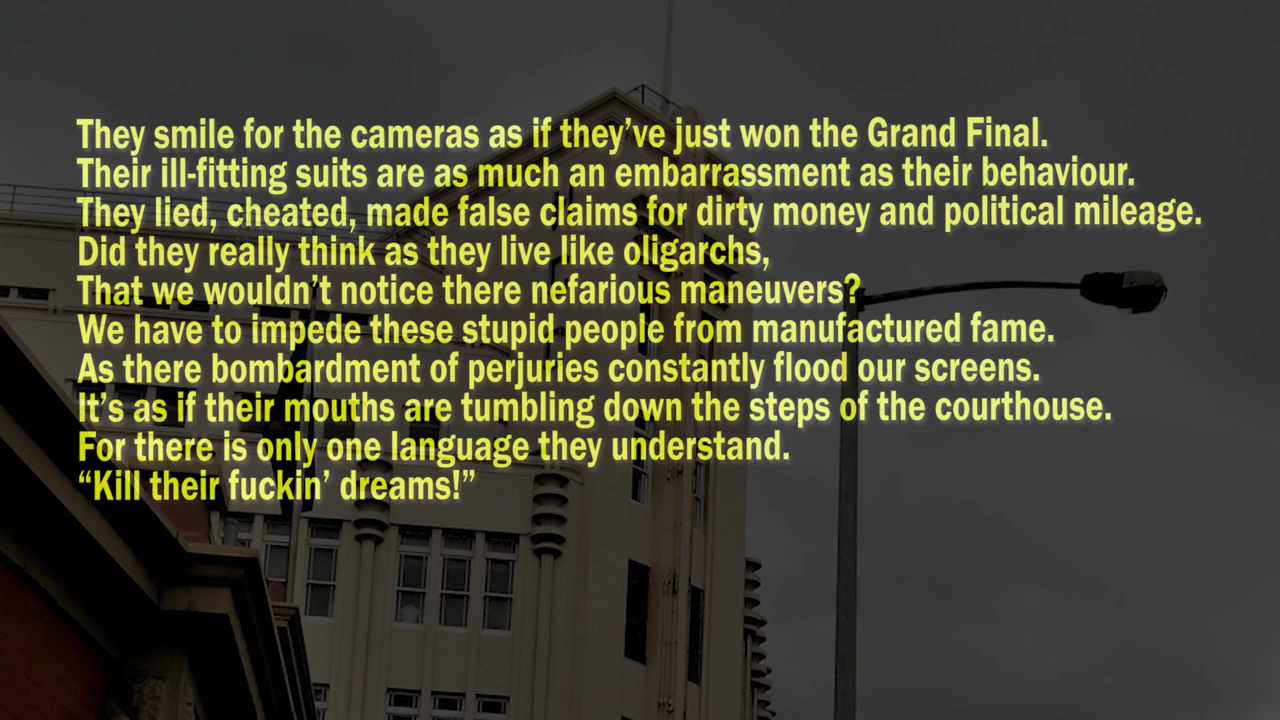 They smile for the cameras as if they’ve just won the Grand Final.
Their ill-fitting suits are as much an embarrassment as their behaviour.
They lied, cheated, made false claims for dirty money and political mileage.
Did they really think as they live like oligarchs,
That we wouldn’t notice there nefarious maneuvers?
We have to impede these stupid people from manufactured fame.
As there bombardment of perjuries constantly flood our screens.
It’s as if their mouths are tumbling down the steps of the courthouse.
For there is only one language they understand.
“Kill their fuckin’ dreams!”